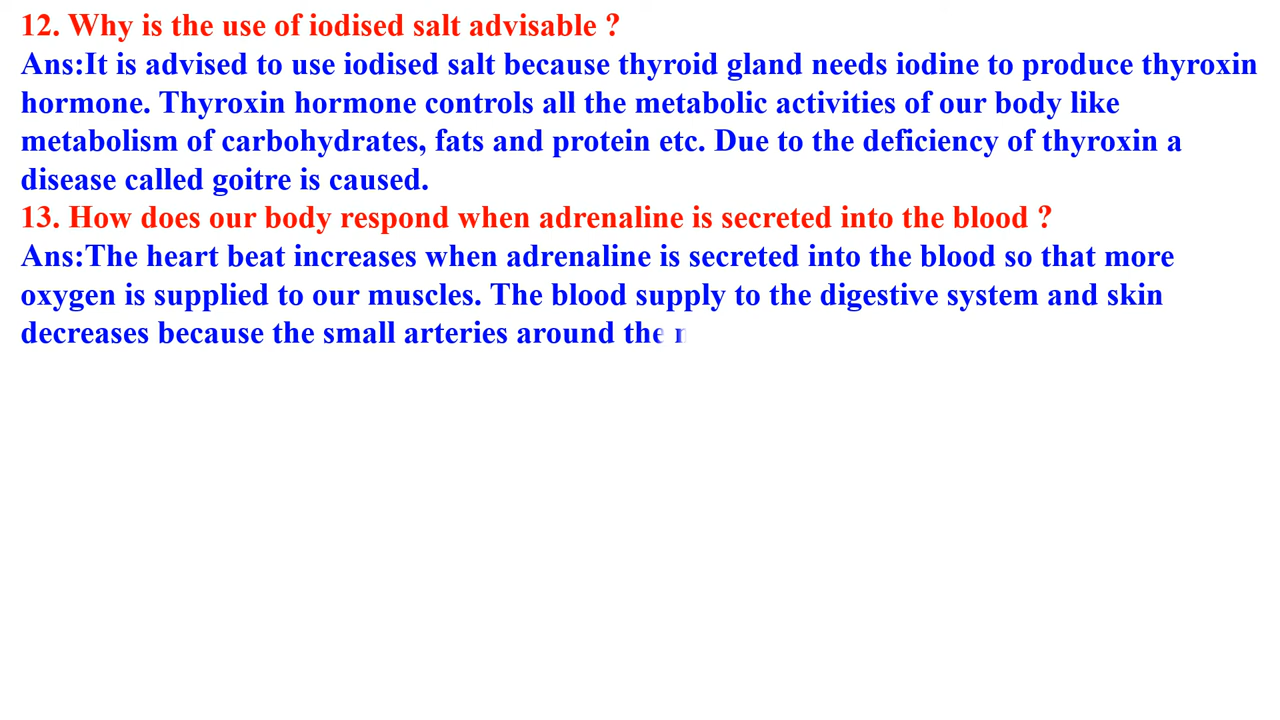 12. Why is the use of iodised salt advisable ?
Ans:It is advised to use iodised salt because thyroid gland needs iodine to produce thyroxin
hormone. Thyroxin hormone controls all the metabolic activities of our body like
metabolism of carbohydrates, fats and protein etc. Due to the deficiency of thyroxin a
disease called goitre is caused.
13. How does our body respond when adrenaline is secreted into the blood ?
Ans:The heart beat increases when adrenaline is secreted into the blood so that more
oxygen is supplied to our muscles. The blood supply to the digestive system and skin
decreases because the small arteries around the